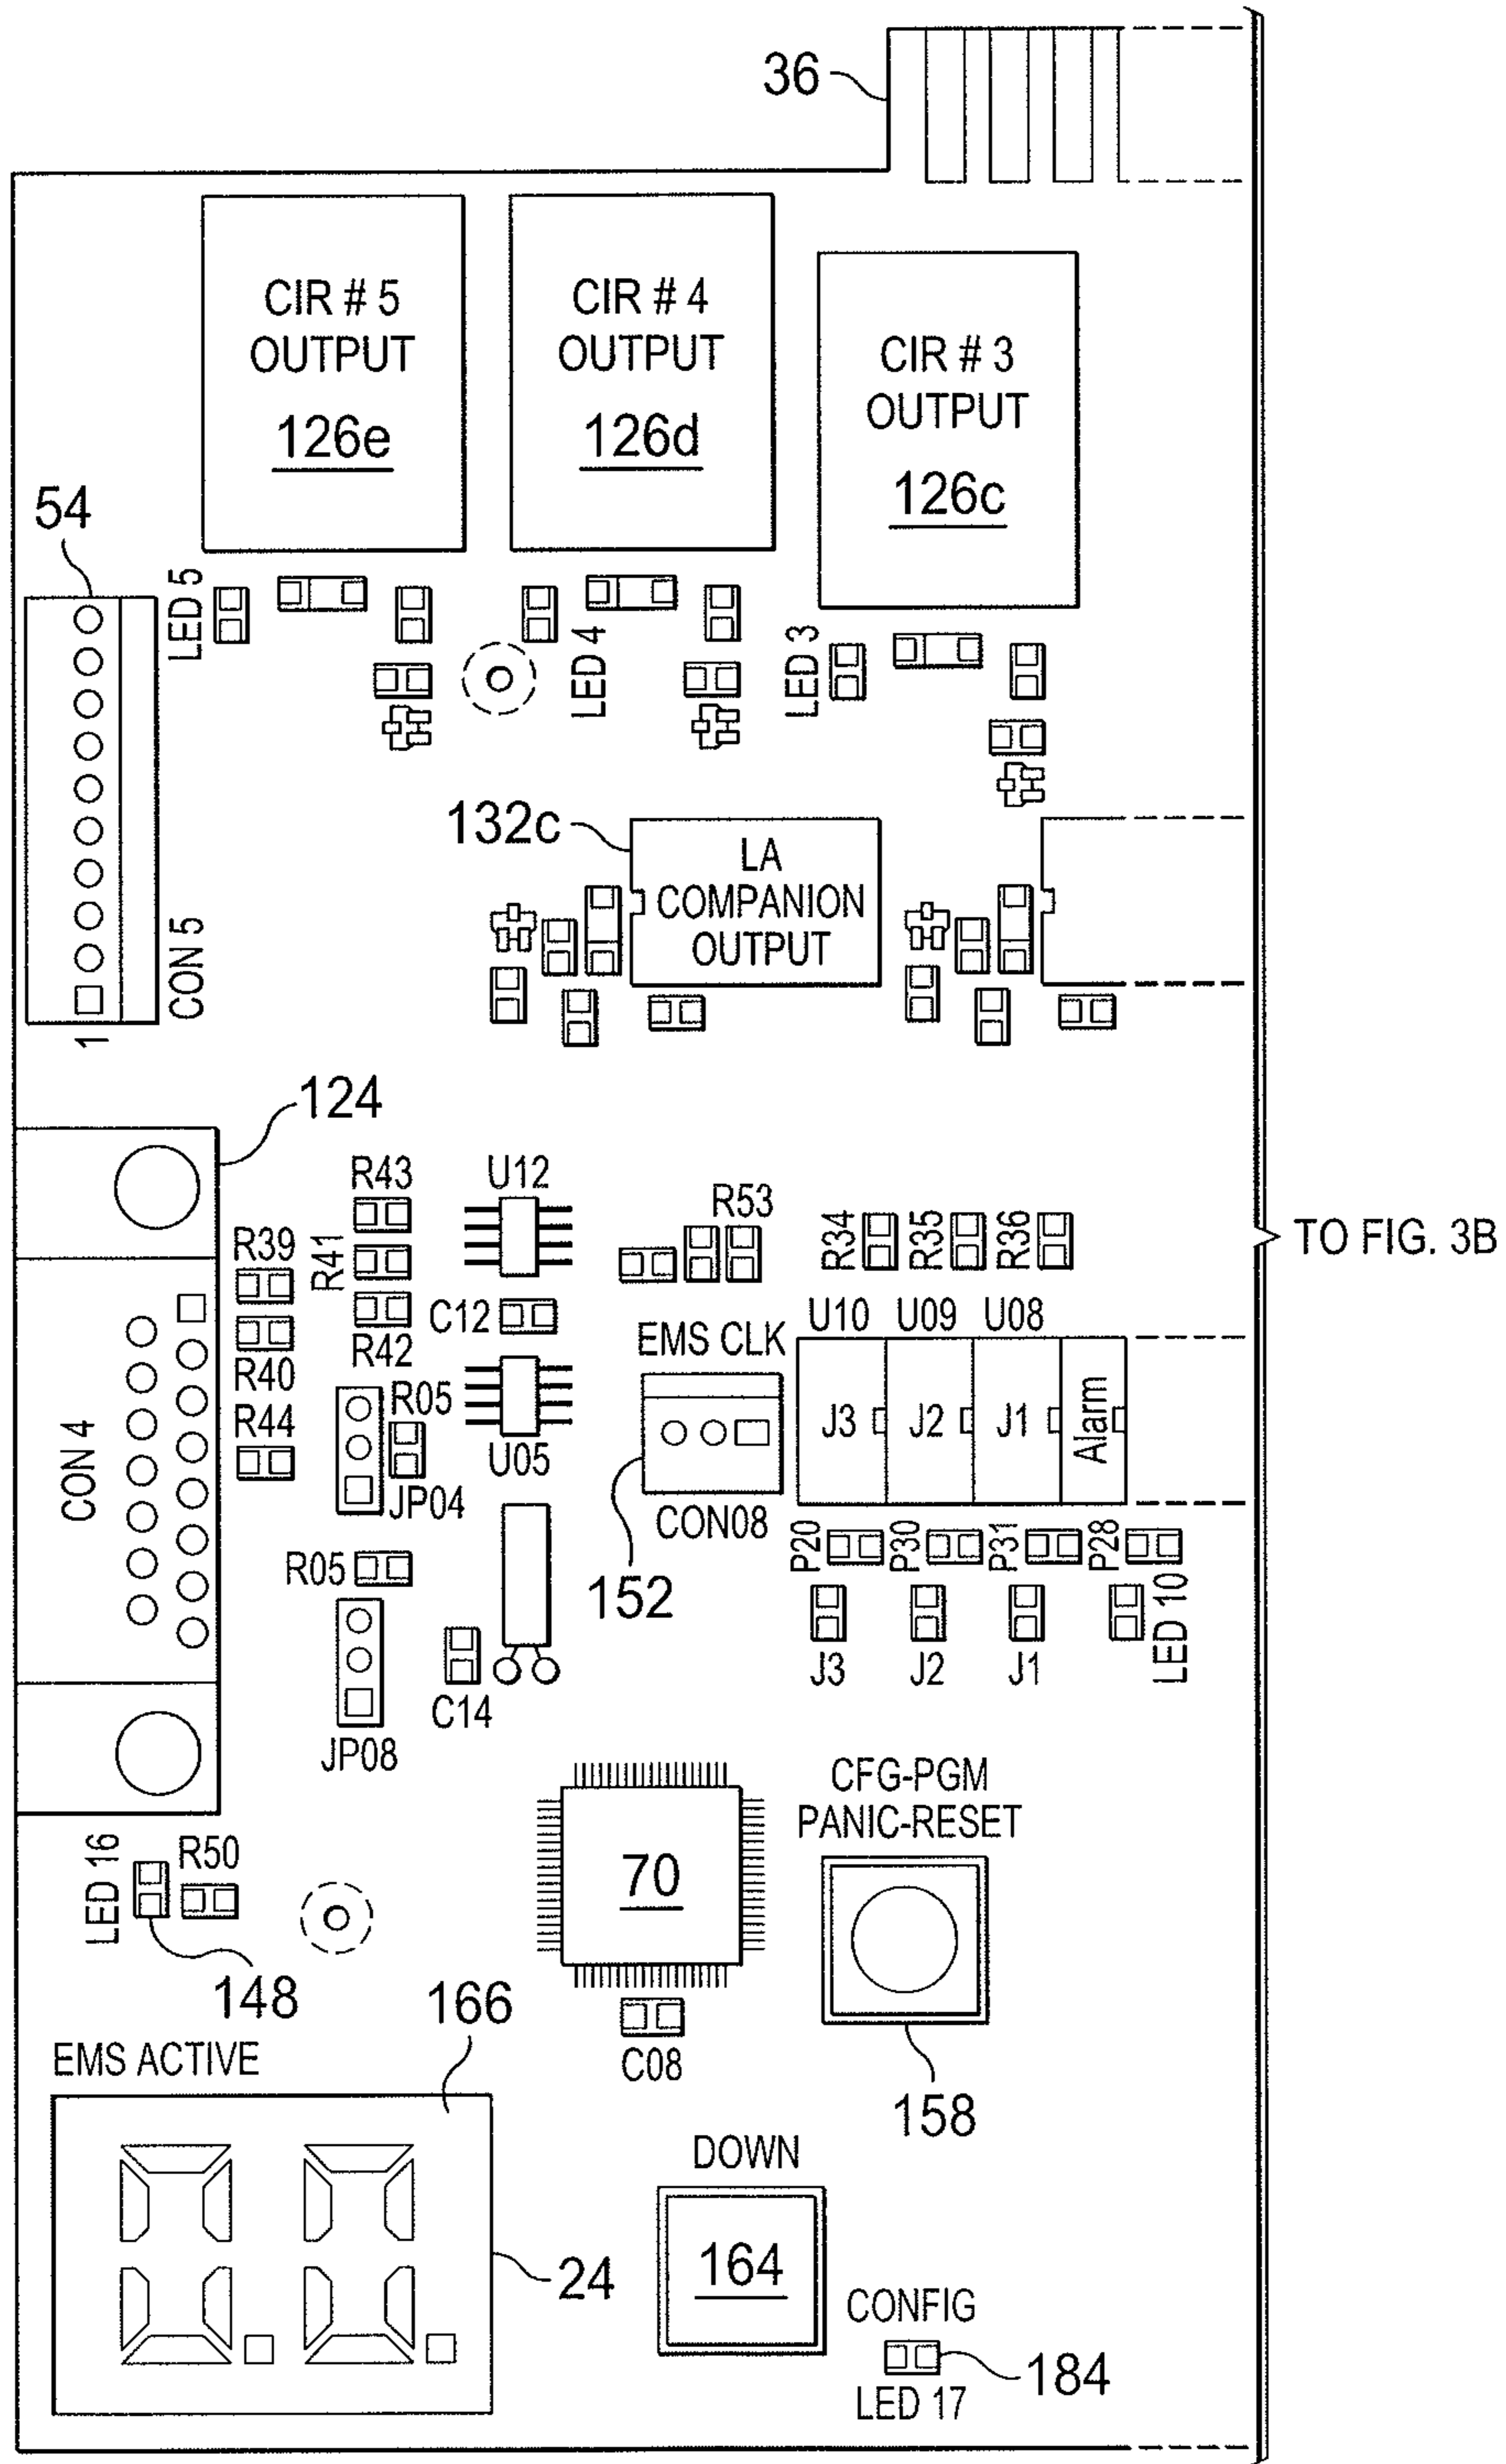 36
CIR # 5
OUTPUT
126e
CIR # 4
OUTPUT
126d
CIR # 3
OUTPUT
126c
54
LED 5
LED 4
LED 3
132c
LA
COMPANION
OUTPUT
CON 5
1
124
R43
U12
R53
R34
R35
R36
TO FIG. 3B
R39
R41
C12
R42
R40
EMS CLK
U10
U09
U08
R05
R44
CON 4
J3
J2
J1
Alarm
U05
JP04
CON08
R05
152
P20
P30
P31
P28
J3
J2
J1
LED 10
C14
JP08
CFG-PGM
PANIC-RESET
LED 16
R50
70
148
166
C08
158
EMS ACTIVE
DOWN
164
24
CONFIG
184
LED 17